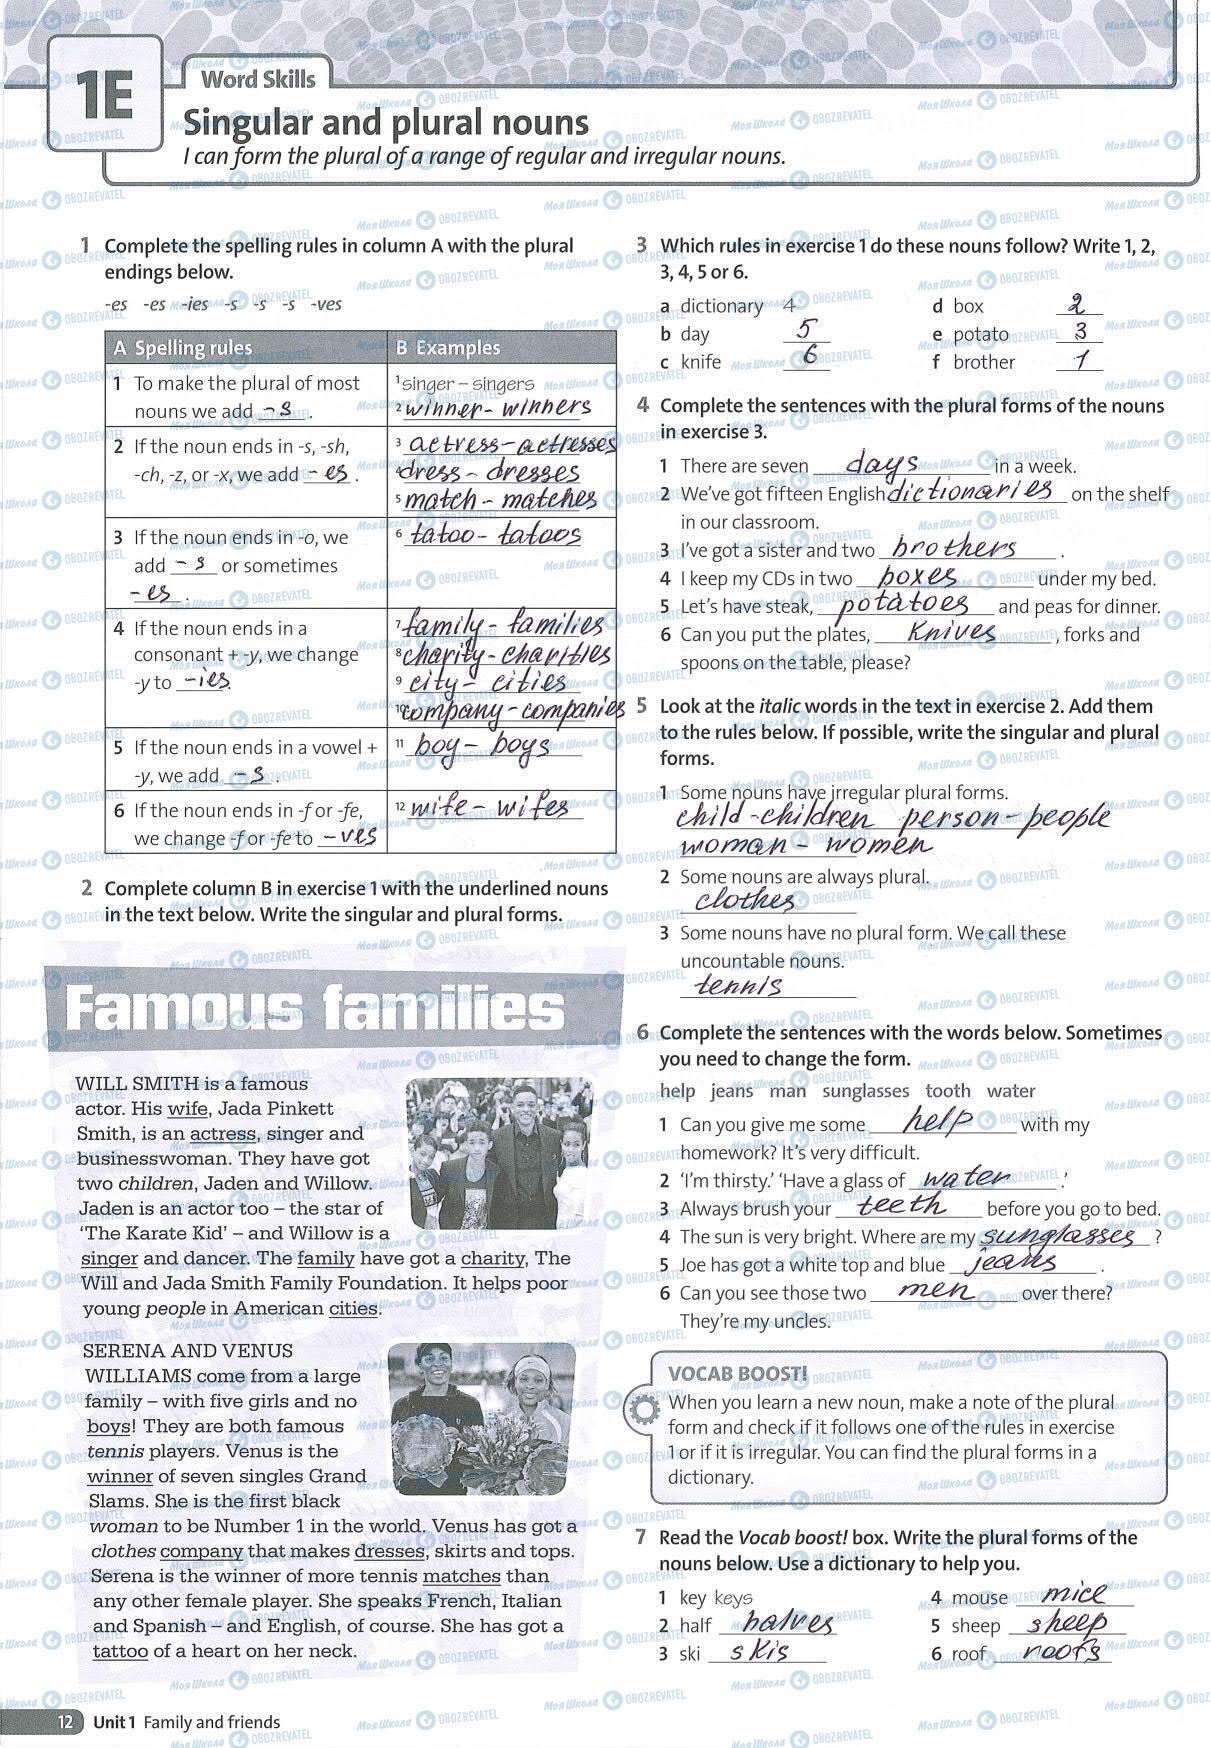 1E
Word Skills
Singular and plural nouns
I can form the plural of a range of regular and irregular nouns.
1 Complete the spelling rules in column A with the plural
endings below.
-es -es -ies -s -s -s -ves
A Spelling rules
B Examples
1 To make the plural of most
nouns we add -s .
1 singer – singers
2 winner - winners
2 If the noun ends in -s, -sh,
-ch, -z, or -x, we add -es .
3 actress - actresses
4 dress - dresses
5 match - matches
3 If the noun ends in -o, we
add -s or sometimes
-es .
6 tatoo - tatoos
4 If the noun ends in a
consonant + -y, we change
-y to -ies.
7 family - families
8 charity - charities
9 city - cities
10 company - companies
5 If the noun ends in a vowel +
-y, we add -s .
11 boy - boys
6 If the noun ends in -f or -fe,
we change -f or -fe to -ves
12 wife - wifes
2 Complete column B in exercise 1 with the underlined nouns
in the text below. Write the singular and plural forms.
Famous families
WILL SMITH is a famous
actor. His wife, Jada Pinkett
Smith, is an actress, singer and
businesswoman. They have got
two children, Jaden and Willow.
Jaden is an actor too – the star of
‘The Karate Kid’ – and Willow is a
singer and dancer. The family have got a charity, The
Will and Jada Smith Family Foundation. It helps poor
young people in American cities.
SERENA AND VENUS
WILLIAMS come from a large
family – with five girls and no
boys! They are both famous
tennis players. Venus is the
winner of seven singles Grand
Slams. She is the first black
woman to be Number 1 in the world. Venus has got a
clothes company that makes dresses, skirts and tops.
Serena is the winner of more tennis matches than
any other female player. She speaks French, Italian
and Spanish – and English, of course. She has got a
tattoo of a heart on her neck.
12 Unit 1 Family and friends
3 Which rules in exercise 1 do these nouns follow? Write 1, 2,
3, 4, 5 or 6.
a dictionary 4
b day 5
c knife 6
d box 2
e potato 3
f brother 1
4 Complete the sentences with the plural forms of the nouns
in exercise 3.
1 There are seven days in a week.
2 We’ve got fifteen English dictionaries on the shelf
in our classroom.
3 I’ve got a sister and two brothers .
4 I keep my CDs in two boxes under my bed.
5 Let’s have steak, potatoes and peas for dinner.
6 Can you put the plates, knives , forks and
spoons on the table, please?
5 Look at the italic words in the text in exercise 2. Add them
to the rules below. If possible, write the singular and plural
forms.
1 Some nouns have irregular plural forms.
child - children person - people
woman - women
2 Some nouns are always plural.
clothes
3 Some nouns have no plural form. We call these
uncountable nouns.
tennis
6 Complete the sentences with the words below. Sometimes
you need to change the form.
help jeans man sunglasses tooth water
1 Can you give me some help with my
homework? It’s very difficult.
2 ‘I’m thirsty.’ ‘Have a glass of water .’
3 Always brush your teeth before you go to bed.
4 The sun is very bright. Where are my sunglasses ?
5 Joe has got a white top and blue jeans .
6 Can you see those two men over there?
They’re my uncles.
VOCAB BOOST!
When you learn a new noun, make a note of the plural
form and check if it follows one of the rules in exercise
1 or if it is irregular. You can find the plural forms in a
dictionary.
7 Read the Vocab boost! box. Write the plural forms of the
nouns below. Use a dictionary to help you.
1 key keys
2 half halves
3 ski skis
4 mouse mice
5 sheep sheep
6 roof roofs
Моя Школа OBOZREVATEL